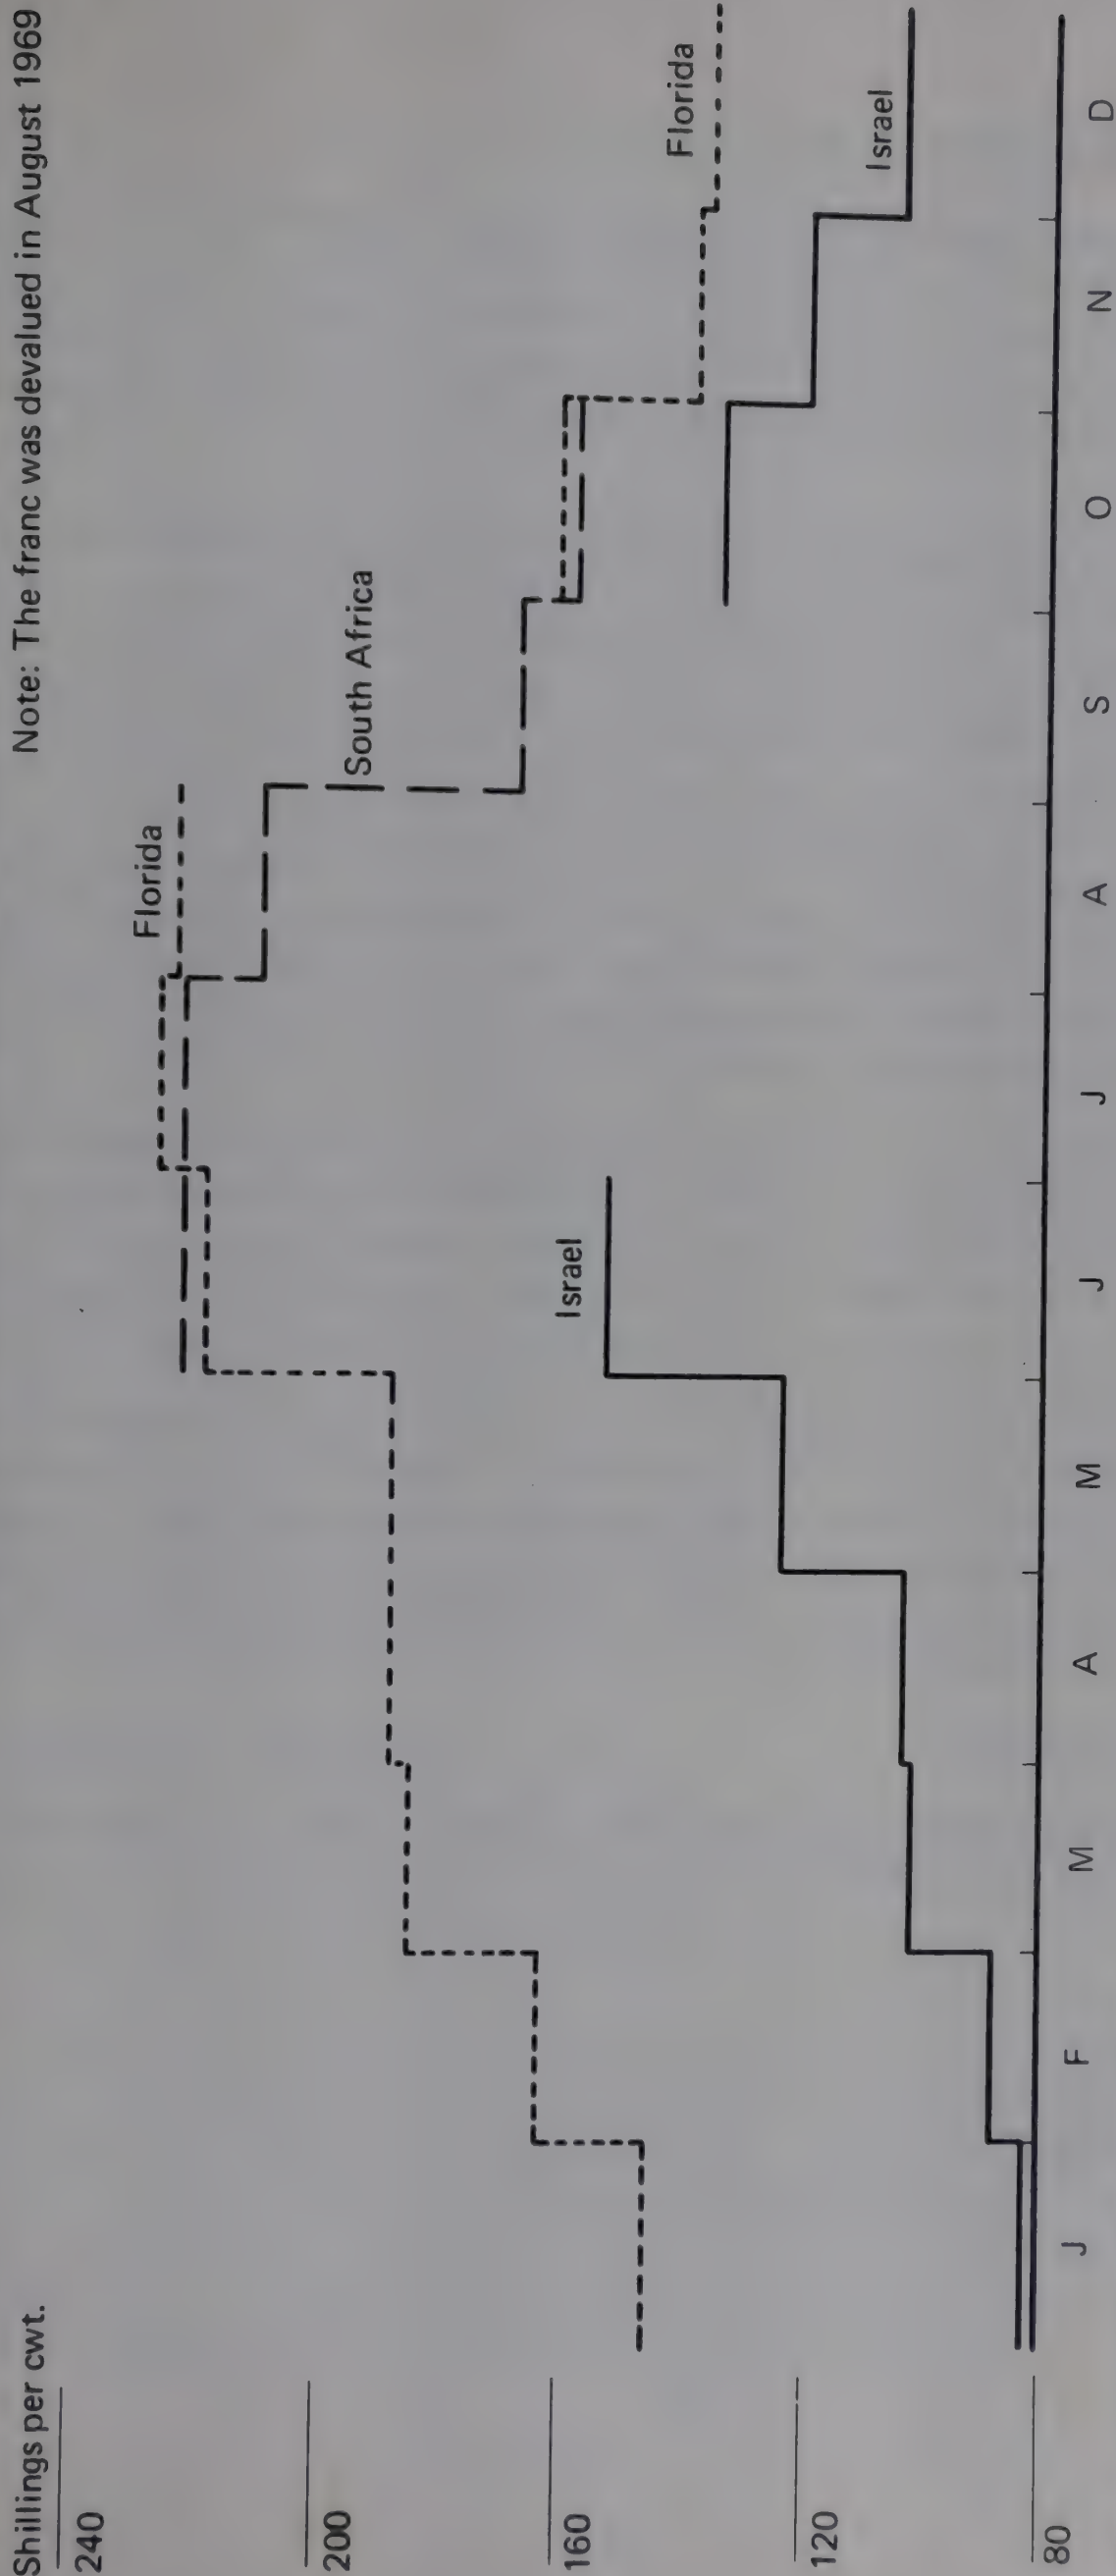 Note: The franc was devalued in August 1969
Shillings per cwt.
240
Florida
200
South Africa
160
Israel
Florida
120
Israel
80
J F M A M J J A S O N D